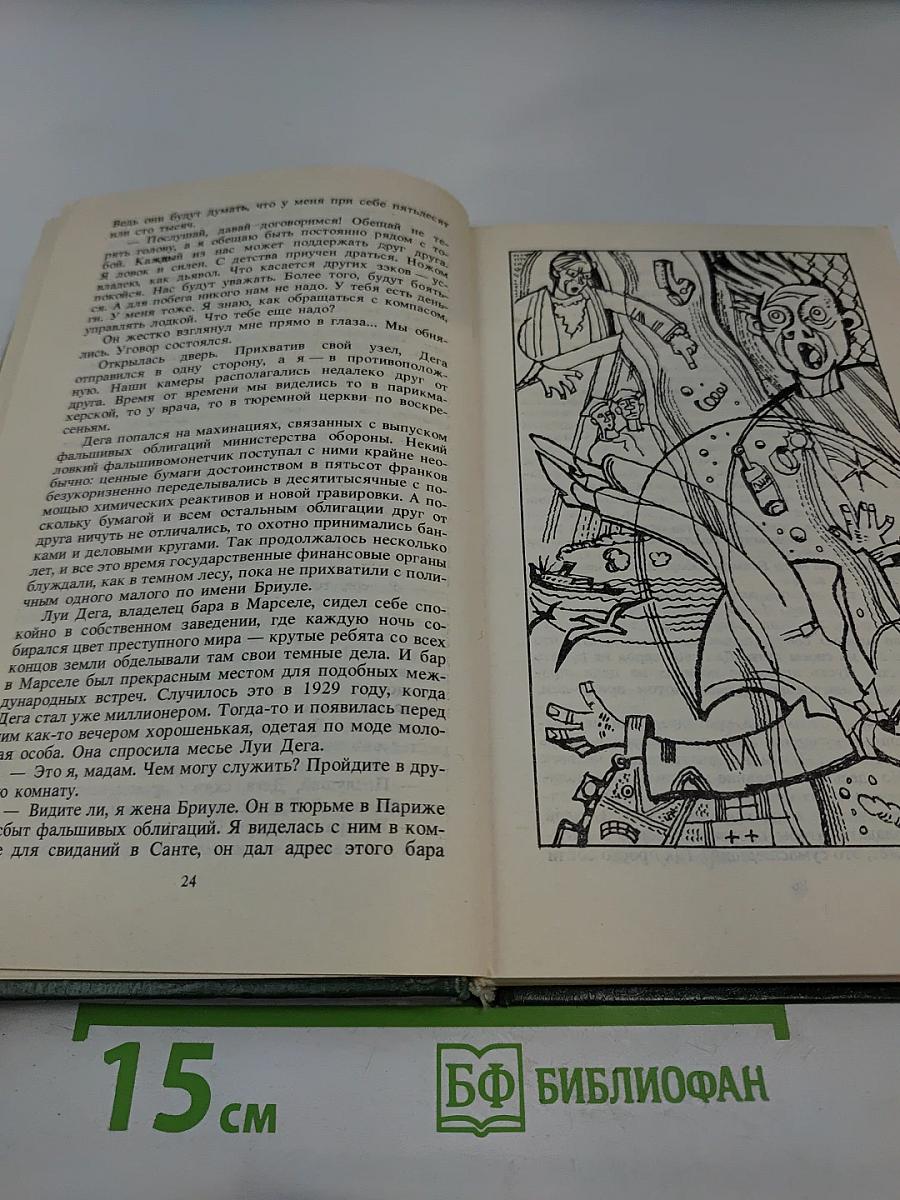 Ведь они будут думать, что у меня при себе пятьдесят
или сто тысяч.
— Послушай, давай договоримся! Обещай не те-
рять голову, а я обещаю быть постоянно рядом с то-
бой. Каждый из нас может поддержать друг друга.
Я ловок и силен. С детства приучен драться. Ножом
владею, как дьявол. Что касается других зэков — ус-
покойся. Нас будут уважать. Более того, будут боять-
ся. А для побега никого нам не надо. У тебя есть день-
ги. У меня тоже. Я знаю, как обращаться с компасом,
управлять лодкой. Что тебе еще надо?
Он жестко взглянул мне прямо в глаза... Мы обня-
лись. Уговор состоялся.
Открылась дверь. Прихватив свой узел, Дега
отправился в одну сторону, а я — в противополож-
ную. Наши камеры располагались недалеко друг от
друга. Время от времени мы виделись то в парикма-
херской, то у врача, то в тюремной церкви по воскре-
сеньям.
Дега попался на махинациях, связанных с выпуском
фальшивых облигаций министерства обороны. Некий
ловкий фальшивомонетчик поступал с ними крайне нео-
бычно: ценные бумаги достоинством в пятьсот франков
безукоризненно переделывались в десятитысячные с по-
мощью химических реактивов и новой гравировки. А по-
скольку бумагой и всем остальным облигации друг от
друга ничуть не отличались, то охотно принимались бан-
ками и деловыми кругами. Так продолжалось несколько
лет, и все это время государственные финансовые органы
блуждали, как в темном лесу, пока не прихватили с поли-
чным одного малого по имени Бриуле.
Луи Дега, владелец бара в Марселе, сидел себе спо-
койно в собственном заведении, где каждую ночь со-
бирался цвет преступного мира — крутые ребята со всех
концов земли обделывали там свои темные дела. И бар
в Марселе был прекрасным местом для подобных меж-
дународных встреч. Случилось это в 1929 году, когда
Дега стал уже миллионером. Тогда-то и появилась перед
им как-то вечером хорошенькая, одетая по моде моло-
ая особа. Она спросила месье Луи Дега.
— Это я, мадам. Чем могу служить? Пройдите в дру-
ю комнату.
— Видите ли, я жена Бриуле. Он в тюрьме в Париже
сбыт фальшивых облигаций. Я виделась с ним в ком-
е для свиданий в Санте, он дал адрес этого бара
24
15 см
БФ БИБЛИОФАН